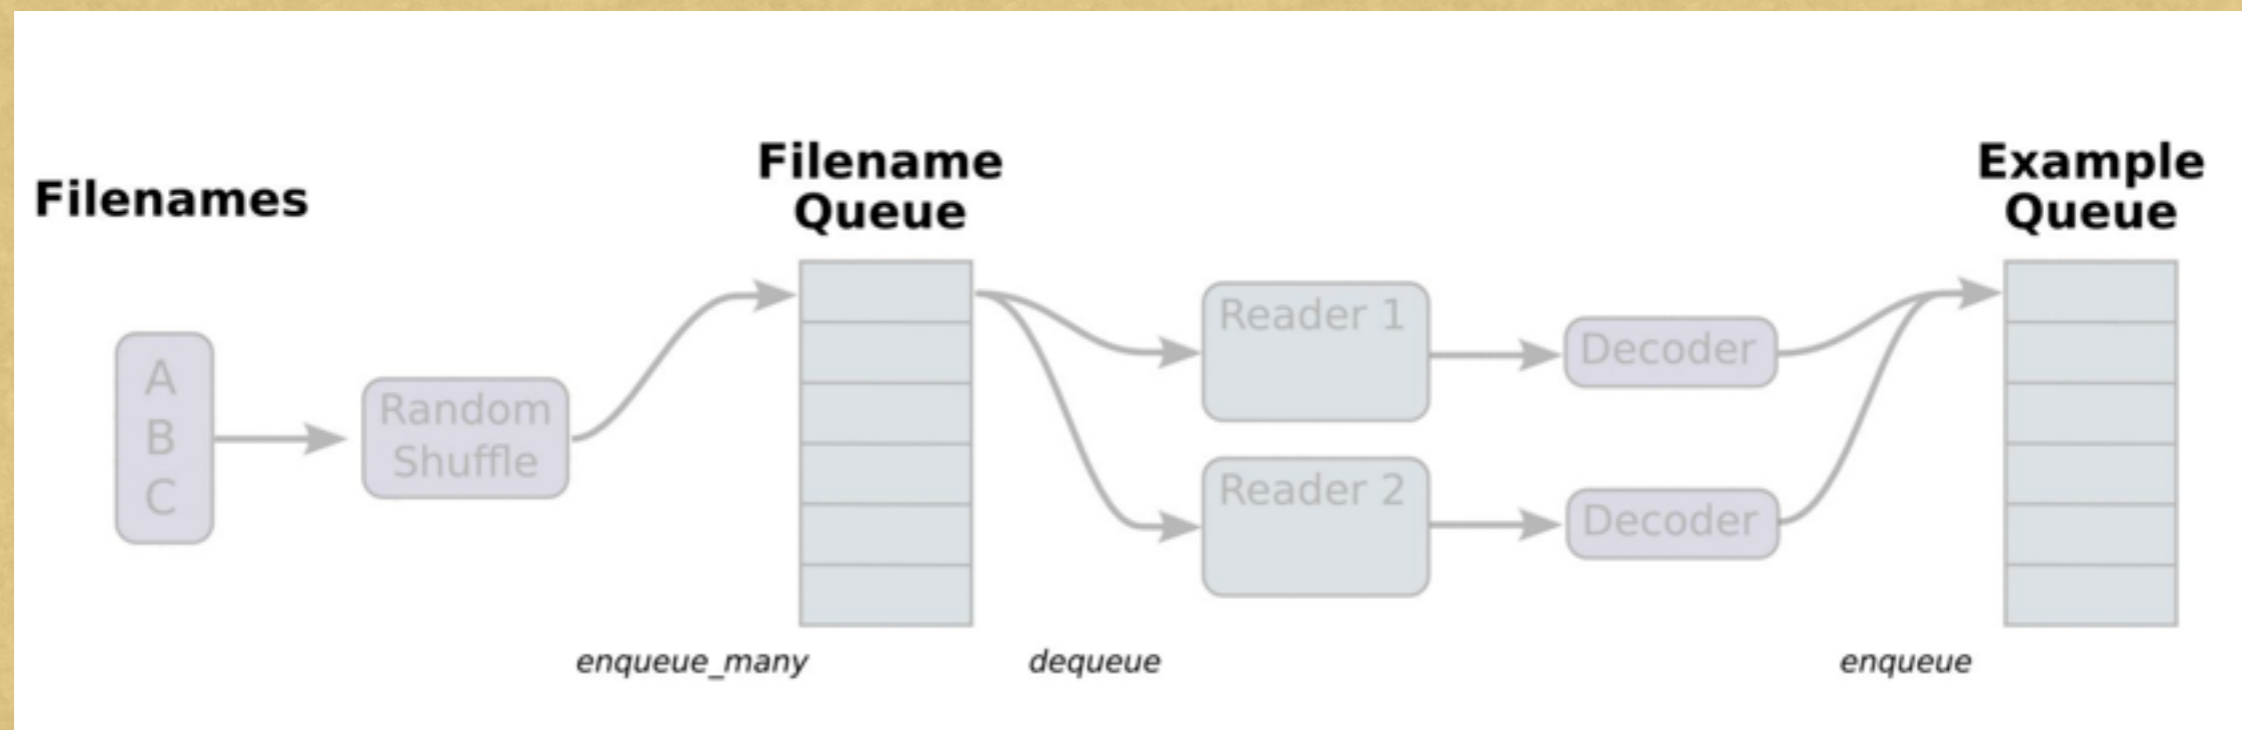 Filenames
A
B
C
Random
Shuffle
enqueue_many
Filename
Queue
dequeue
Reader 1
Decoder
Reader 2
Decoder
enqueue
Example
Queue